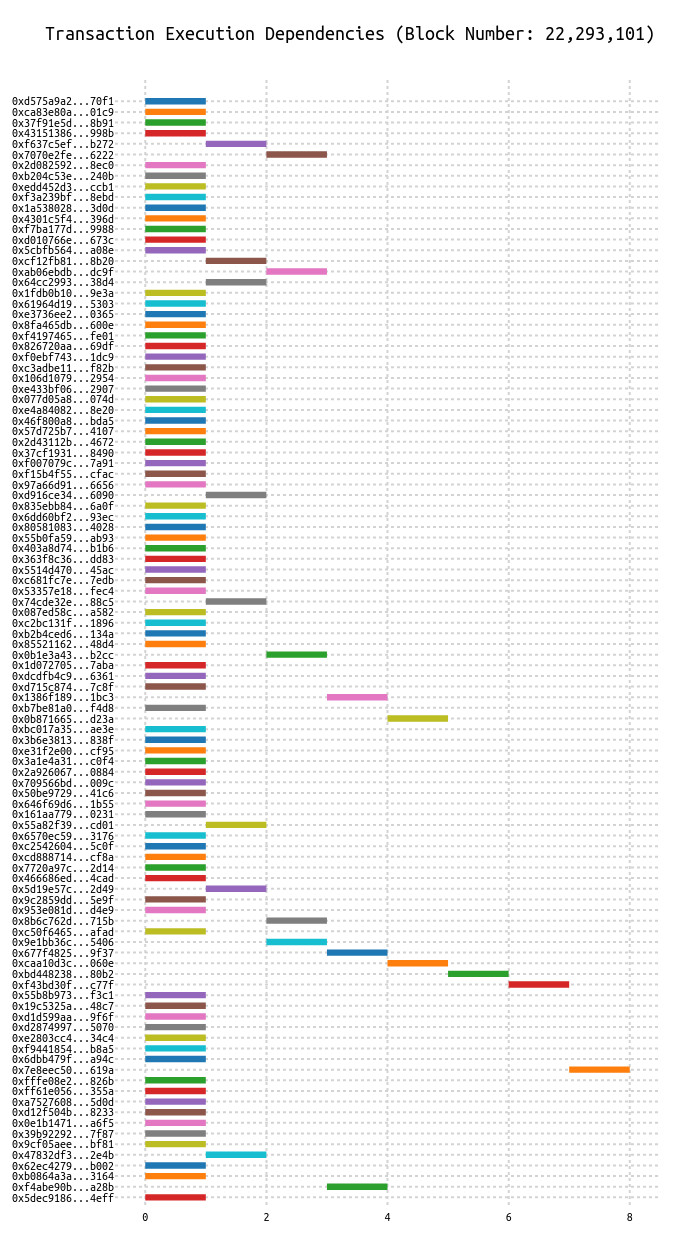 Transaction Execution Dependencies (Block Number: 22,293,101)
0xd575a9a2...70f1
0xca83e80a...01c9
0x37f91e5d...8b91
0x43151386...998b
0xf637c5ef...b272
0x7070e2fe...6222
0x2d082592...8ec0
0xb204c53e...240b
0xedd452d3...ccb1
0xf3a239bf...8ebd
0x1a538028...3d0d
0x4301c5f4...396d
0xf7ba177d...9988
0xd010766e...673c
0x5cbfb564...a08e
0xcf12fb81...8b20
0xab06ebdb...dc9f
0x64cc2993...38d4
0x1fdb0b10...9e3a
0x61964d19...5303
0xe3736ee2...0365
0x8fa465db...600e
0xf4197465...fe01
0x826720aa...69df
0xf0ebf743...1dc9
0xc3adbe11...f82b
0x106d1079...2954
0xe433bf06...2907
0x077d05a8...074d
0xe4a84082...8e20
0x46f800a8...bda5
0x57d725b7...4107
0x2d43112b...4672
0x37cf1931...8490
0xf007079c...7a91
0xf15b4f55...cfac
0x97a66d91...6656
0xd916ce34...6090
0x835ebb84...6a0f
0x6dd60bf2...93ec
0x80581083...4028
0x55b0fa59...ab93
0x403a8d74...b1b6
0x363f8c36...dd83
0x5514d470...45ac
0xc681fc7e...7edb
0x53357e18...fec4
0x74cde32e...88c5
0x087ed58c...a582
0xc2bc131f...1896
0xb2b4ced6...134a
0x85521162...48d4
0x0b1e3a43...b2cc
0x1d072705...7aba
0xdcdfb4c9...6361
0xd715c874...7c8f
0x1386f189...1bc3
0xb7be81a0...f4d8
0x0b871665...d23a
0xbc017a35...ae3e
0x3b6e3813...838f
0xe31f2e00...cf95
0x3a1e4a31...c0f4
0x2a926067...0884
0x709566bd...009c
0x50be9729...41c6
0x646f69d6...1b55
0x161aa779...0231
0x55a82f39...cd01
0x6570ec59...3176
0xc2542604...5c0f
0xcd888714...cf8a
0x7720a97c...2d14
0x466686ed...4cad
0x5d19e57c...2d49
0x9c2859dd...5e9f
0x953e081d...d4e9
0x8b6c762d...715b
0xc50f6465...afad
0x9e1bb36c...5406
0x677f4825...9f37
0xcaa10d3c...060e
0xbd448238...80b2
0xf43bd30f...c77f
0x55b8b973...f3c1
0x19c5325a...48c7
0xd1d599aa...9f6f
0xd2874997...5070
0xe2803cc4...34c4
0xf9441854...b8a5
0x6dbb479f...a94c
0x7e8eec50...619a
0xfffe08e2...826b
0xff61e056...355a
0xa7527608...5d0d
0xd12f504b...8233
0x0e1b1471...a6f5
0x39b92292...7f87
0x9cf05aee...bf81
0x47832df3...2e4b
0x62ec4279...b002
0xb0864a3a...3164
0xf4abe90b...a28b
0x5dec9186...4eff
0 2 4 6 8